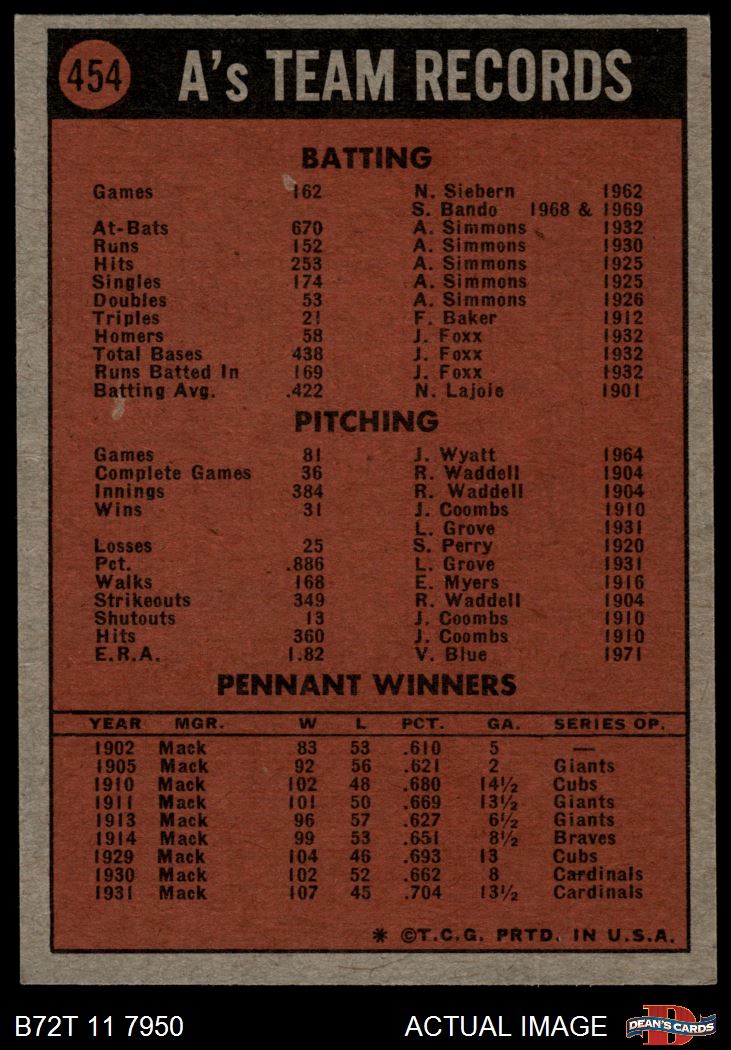 454 A's TEAM RECORDS
BATTING
Games 162 N. Siebern 1962
S. Bando 1968 & 1969
At-Bats 670 A. Simmons 1932
Runs 152 A. Simmons 1930
Hits 253 A. Simmons 1925
Singles 174 A. Simmons 1925
Doubles 53 A. Simmons 1926
Triples 21 F. Baker 1912
Homers 58 J. Foxx 1932
Total Bases 438 J. Foxx 1932
Runs Batted In 169 J. Foxx 1932
Batting Avg. .422 N. Lajoie 1901
PITCHING
Games 81 J. Wyatt 1964
Complete Games 36 R. Waddell 1904
Innings 384 R. Waddell 1904
Wins 31 J. Coombs 1910
L. Grove 1931
Losses 25 S. Perry 1920
Pct. .886 L. Grove 1931
Walks 168 E. Myers 1916
Strikeouts 349 R. Waddell 1904
Shutouts 13 J. Coombs 1910
Hits 360 J. Coombs 1910
E.R.A. 1.82 V. Blue 1971
PENNANT WINNERS
YEAR MGR. W L PCT. GA. SERIES OP.
1902 Mack 83 53 .610 5 —
1905 Mack 92 56 .621 2 Giants
1910 Mack 102 48 .680 14½ Cubs
1911 Mack 101 50 .669 13½ Giants
1913 Mack 96 57 .627 6½ Giants
1914 Mack 99 53 .651 8½ Braves
1929 Mack 104 46 .693 13 Cubs
1930 Mack 102 52 .662 8 Cardinals
1931 Mack 107 45 .704 13½ Cardinals
* ©T.C.G. PRTD. IN U.S.A.
B72T 11 7950 ACTUAL IMAGE D DEAN'S CARDS